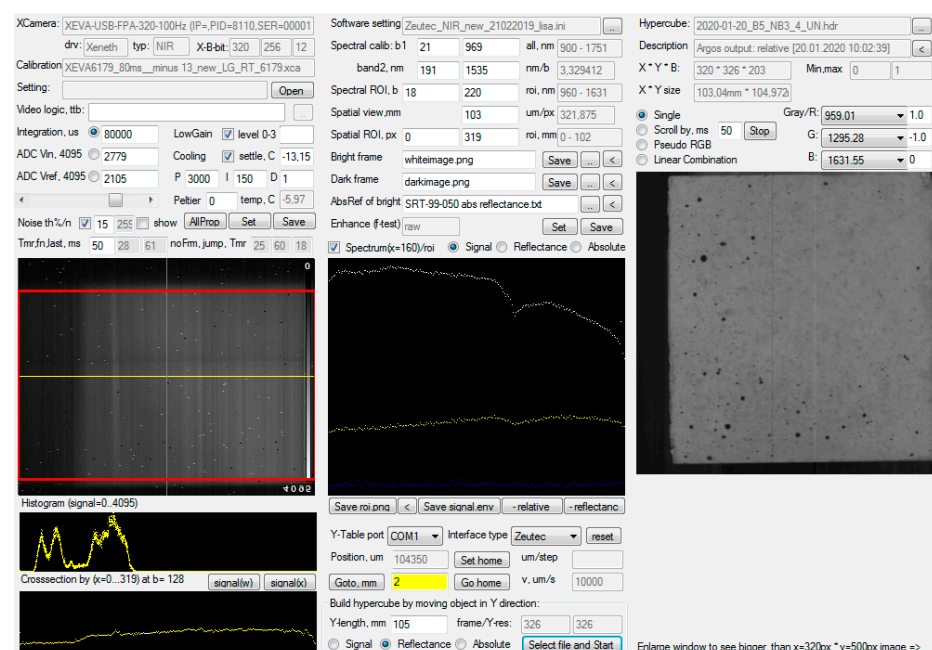 XCamera: XEVA-USB-FPA-320-100Hz (IP=,PID=8110,SER=00001
drv: Xeneth typ: NIR X-B-bit: 320 256 12
Calibration XEVA6179_80ms__minus 13_new_LG_RT_6179.xca
Setting: Open
Video logic, ttb: ..
Integration, us 80000 LowGain level 0-3
ADC Vin, 4095 2779 Cooling settle, C -13,15
ADC Vref, 4095 2105 P 3000 I 150 D 1
Peltier 0 temp, C -5,97
Noise th%/n 15 255 show AllProp Set Save
Tmr,fn,last, ms 50 28 61 noFrm, jump, Tmr 25 60 18
0
4095
Histogram (signal=0..4095)
Crosssection by (x=0...319) at b= 128 signal(w) signal(x)
Software setting Zeutec_NIR_new_21022019_lisa.ini ..
Spectral calib: b1 21 969 all, nm 900 - 1751
band2, nm 191 1535 nm/b 3,329412
Spectral ROI, b 18 220 roi, nm 960 - 1631
Spatial view,mm 103 um/px 321,875
Spatial ROI, px 0 319 roi, mm 0 - 102
Bright frame whiteimage.png Save .. <
Dark frame darkimage.png Save .. <
AbsRef of bright SRT-99-050 abs reflectance.txt .. <
Enhance (f-test) raw Set Save
Spectrum(x=160)/roi Signal Reflectance Absolute
Save roi.png < Save signal.env - relative - reflectanc
Y-Table port COM1 Interface type Zeutec reset
Position, um 104350 Set home um/step
Goto, mm 2 Go home v, um/s 10000
Build hypercube by moving object in Y direction:
Y-length, mm 105 frame/Y-res: 326 326
Signal Reflectance Absolute Select file and Start
Hypercube: 2020-01-20_B5_NB3_4_UN.hdr ..
Description Argos output: relative [20.01.2020 10:02:39] <
X * Y * B: 320 * 326 * 203 Min,max 0 1
X * Y size 103,04mm * 104,972
Single Gray/R: 959.01 1.0
Scroll by, ms 50 Stop G: 1295.28 -1.0
Pseudo RGB
Linear Combination B: 1631.55 0
Enlarge window to see bigger, than x=320px * y=500px image =>